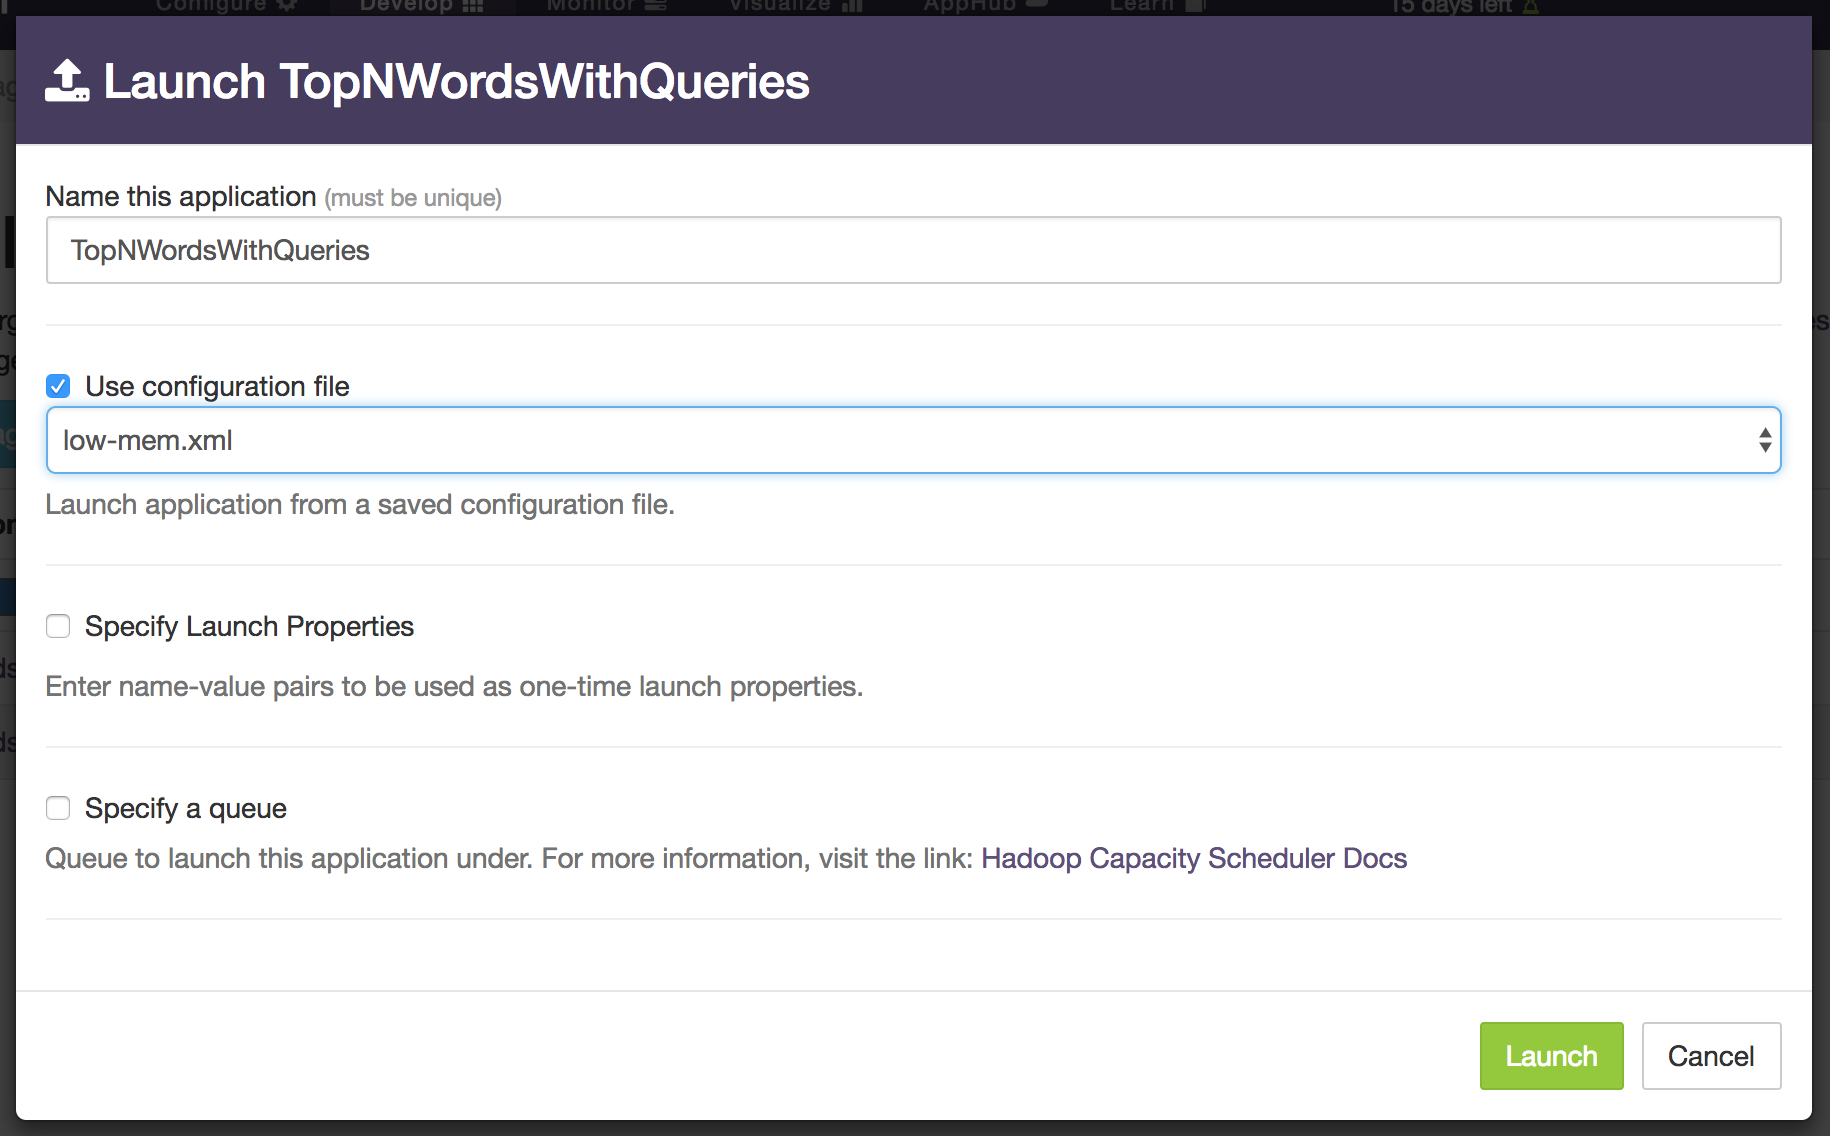 Configure Develop Monitor Visualize AppHub Learn 15 days left
Launch TopNWordsWithQueries
Name this application (must be unique)
TopNWordsWithQueries
Use configuration file
low-mem.xml
Launch application from a saved configuration file.
Specify Launch Properties
Enter name-value pairs to be used as one-time launch properties.
Specify a queue
Queue to launch this application under. For more information, visit the link: Hadoop Capacity Scheduler Docs
Launch Cancel